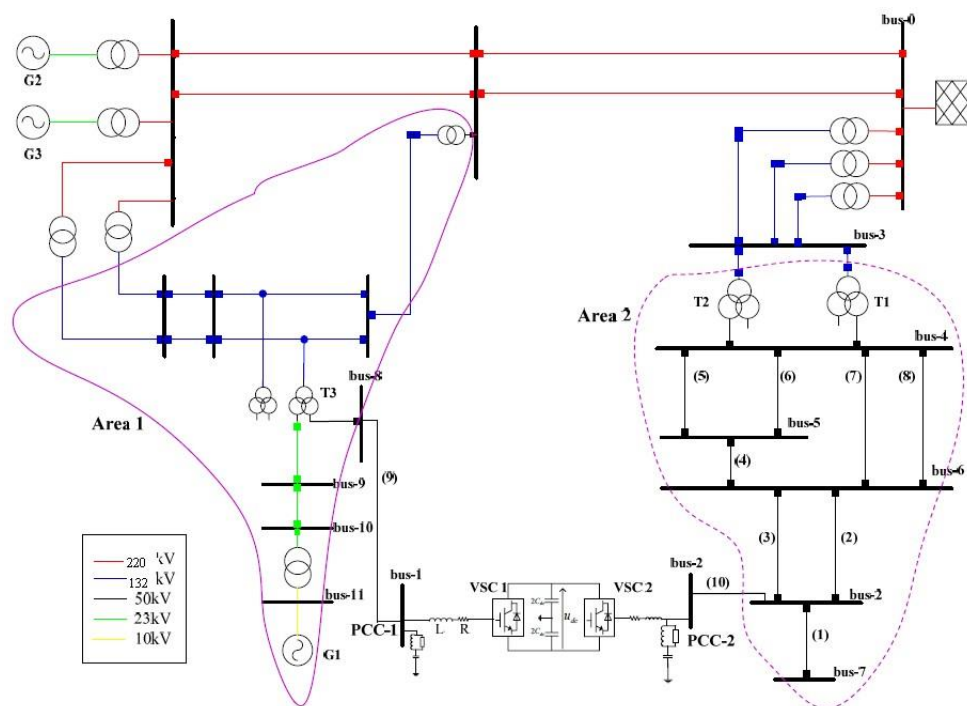 bus-0
G2
G3
bus-3
T2
T1
Area 2
bus-4
(5)
(6)
(7)
(8)
bus-8
T3
Area 1
bus-5
(4)
(9)
bus-6
bus-9
bus-10
(3)
(2)
220 'kV
132 kV
50kV
23kV
10kV
bus-11
bus-1
VSC 1
VSC 2
bus-2
(10)
bus-2
2C
u dc
2C
PCC-1
L
R
PCC-2
(1)
G1
bus-7